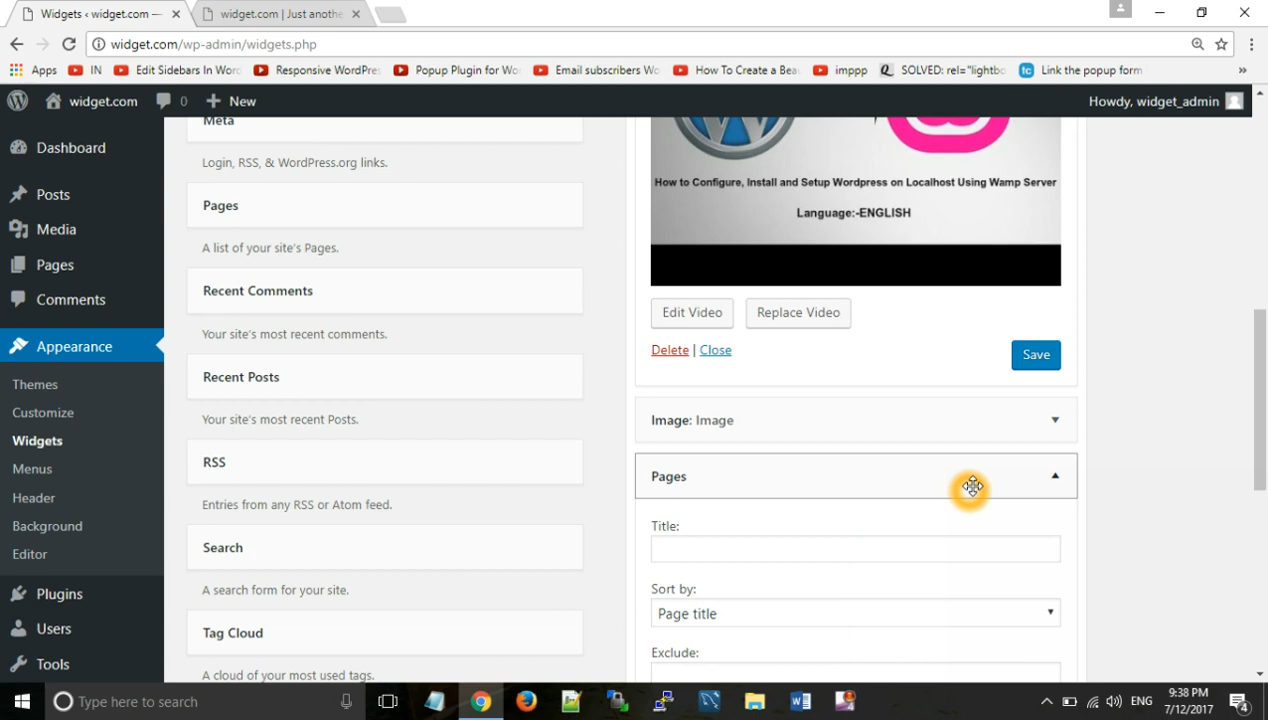 Widgets ‹ widget.com —
widget.com | Just anothe
widget.com/wp-admin/widgets.php
Apps
IN
Edit Sidebars In Word
Responsive WordPres
Popup Plugin for Wo
Email subscribers Wo
How To Create a Beau
imppp
SOLVED: rel="lightbo
Link the popup form
»
widget.com
0
New
Howdy, widget_admin
Dashboard
Posts
Media
Pages
Comments
Appearance
Themes
Customize
Widgets
Menus
Header
Background
Editor
Plugins
Users
Tools
Meta
Login, RSS, & WordPress.org links.
Pages
A list of your site's Pages.
Recent Comments
Your site's most recent comments.
Recent Posts
Your site's most recent Posts.
RSS
Entries from any RSS or Atom feed.
Search
A search form for your site.
Tag Cloud
A cloud of your most used tags.
How to Configure, Install and Setup Wordpress on Localhost Using Wamp Server
Language:-ENGLISH
Edit Video
Replace Video
Delete | Close
Save
Image: Image
Pages
Title:
Sort by:
Page title
Exclude:
Type here to search
ENG
9:38 PM
7/12/2017
4